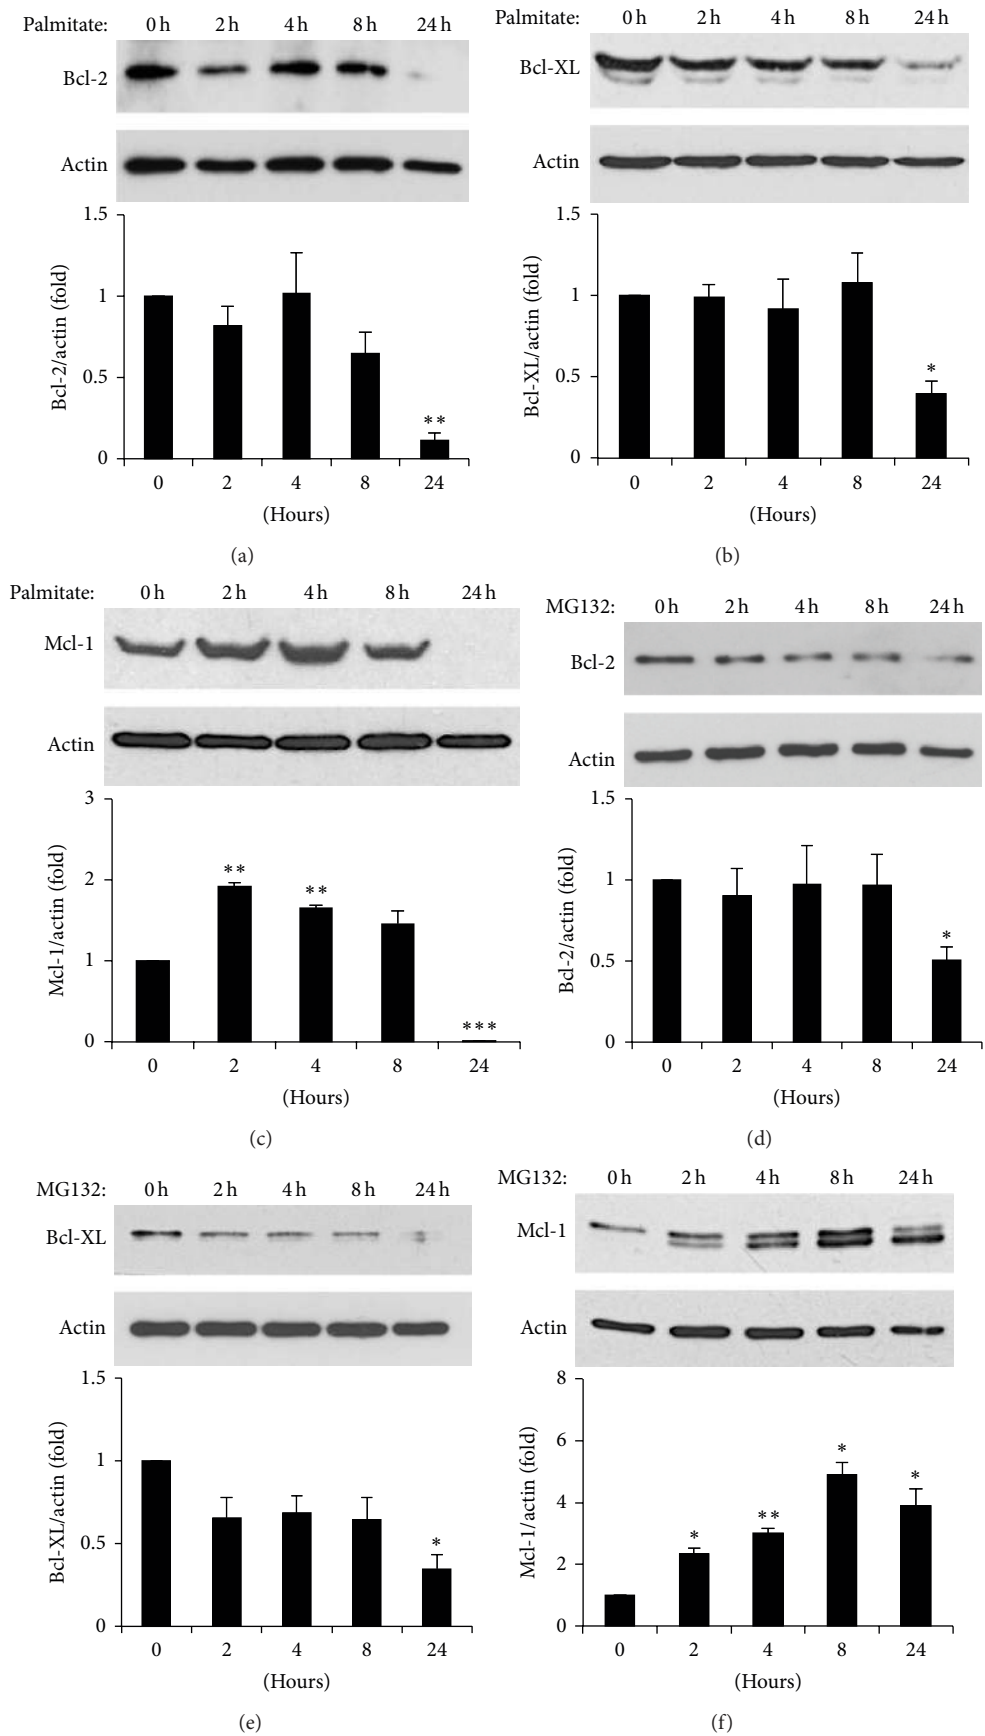 Palmitate: 0 h 2 h 4 h 8 h 24 h
Bcl-2
Actin
1.5
1
0.5
0
Bcl-2/actin (fold)
** 
0 2 4 8 24
(Hours)
(a)
Palmitate: 0 h 2 h 4 h 8 h 24 h
Bcl-XL
Actin
1.5
1
0.5
0
Bcl-XL/actin (fold)
*
0 2 4 8 24
(Hours)
(b)
Palmitate: 0 h 2 h 4 h 8 h 24 h
Mcl-1
Actin
3
2
1
0
Mcl-1/actin (fold)
** ** ***
0 2 4 8 24
(Hours)
(c)
MG132: 0 h 2 h 4 h 8 h 24 h
Bcl-2
Actin
1.5
1
0.5
0
Bcl-2/actin (fold)
*
0 2 4 8 24
(Hours)
(d)
MG132: 0 h 2 h 4 h 8 h 24 h
Bcl-XL
Actin
1.5
1
0.5
0
Bcl-XL/actin (fold)
*
0 2 4 8 24
(Hours)
(e)
MG132: 0 h 2 h 4 h 8 h 24 h
Mcl-1
Actin
8
6
4
2
0
Mcl-1/actin (fold)
* ** * *
0 2 4 8 24
(Hours)
(f)